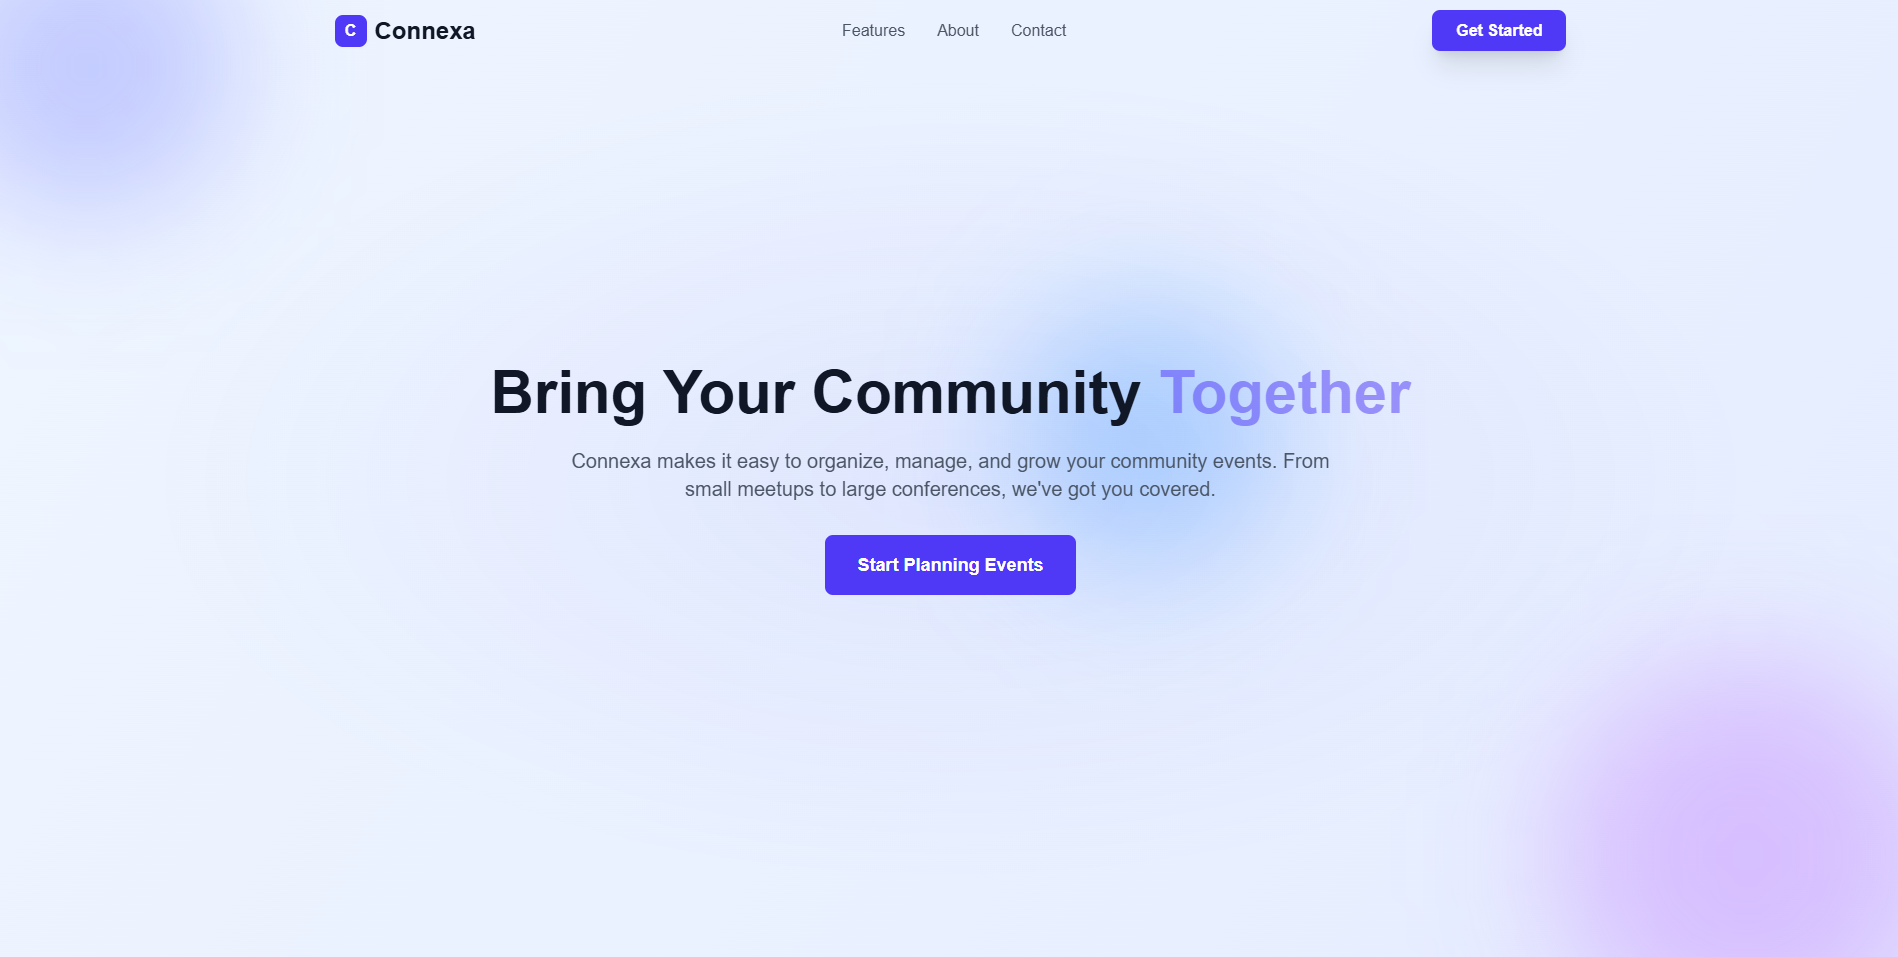 C Connexa
Features
About
Contact
Get Started
Bring Your Community Together
Connexa makes it easy to organize, manage, and grow your community events. From
small meetups to large conferences, we've got you covered.
Start Planning Events